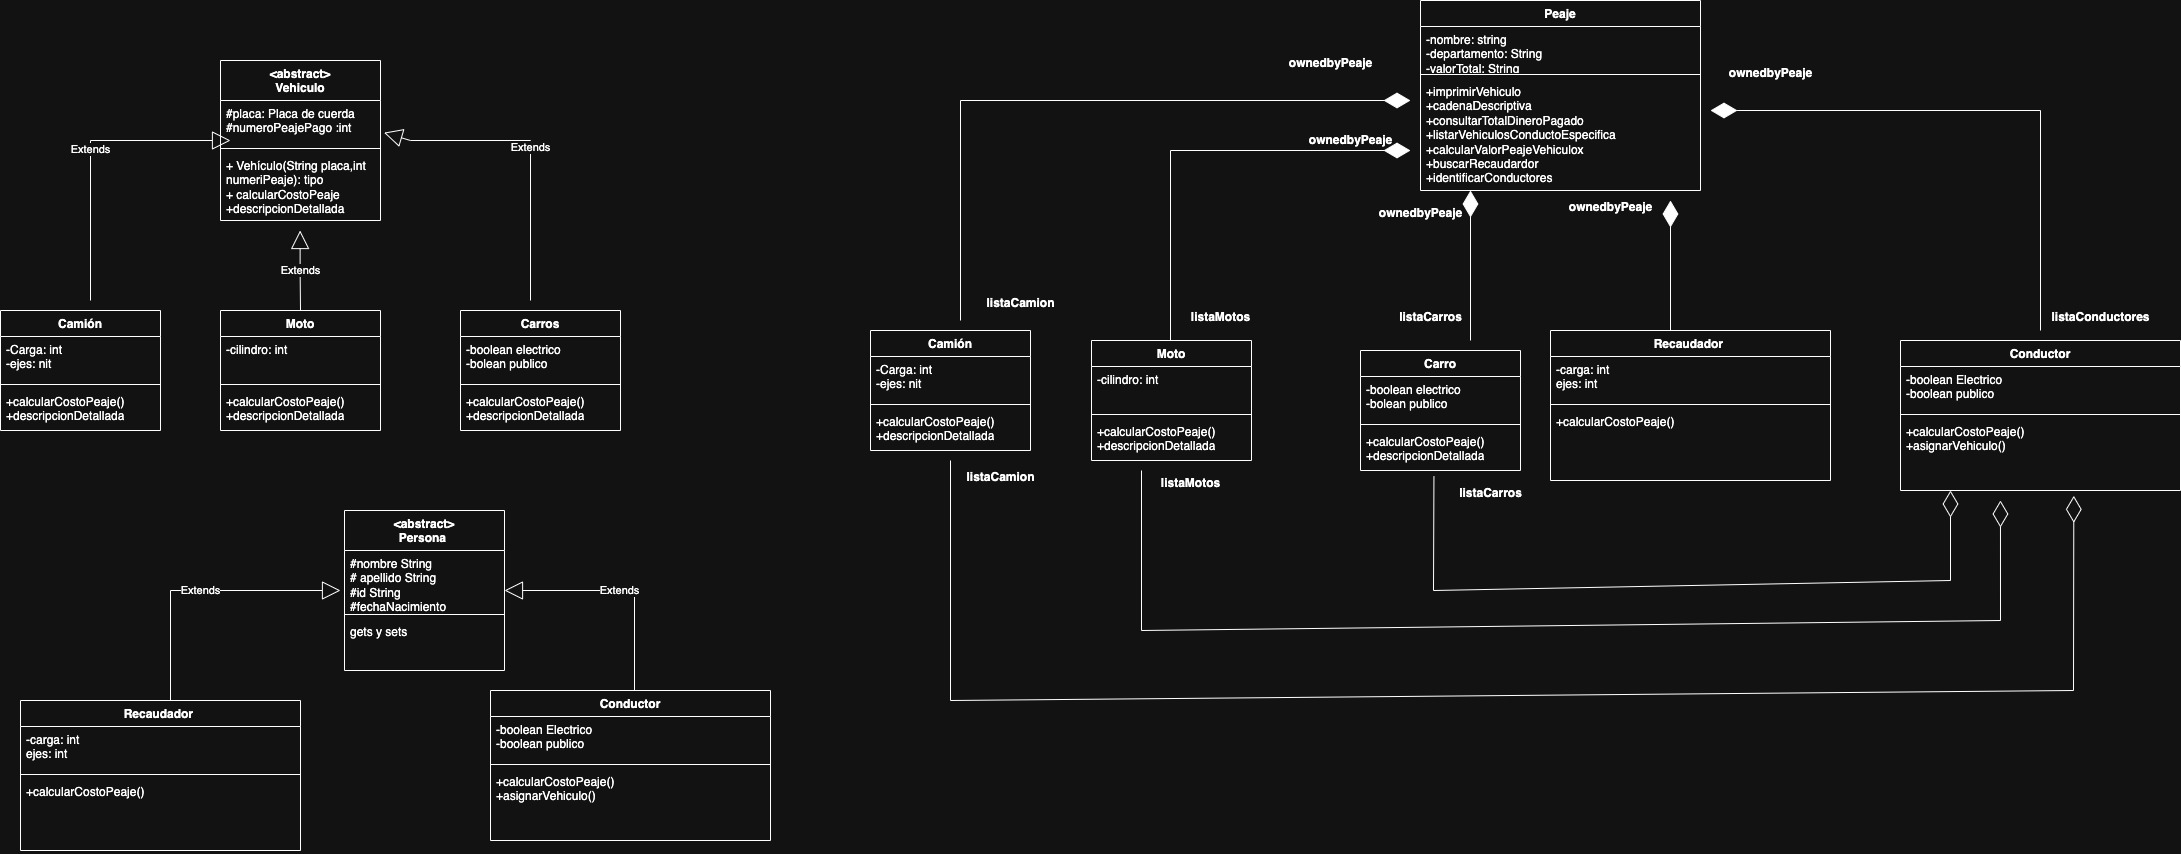 <abstract>
Vehiculo
#placa: Placa de cuerda
#numeroPeajePago :int
+ Vehículo(String placa,int
numeriPeaje): tipo
+ calcularCostoPeaje
+descripcionDetallada
Extends
Extends
Extends
Camión
-Carga: int
-ejes: nit
+calcularCostoPeaje()
+descripcionDetallada
Moto
-cilindro: int
+calcularCostoPeaje()
+descripcionDetallada
Carros
-boolean electrico
-bolean publico
+calcularCostoPeaje()
+descripcionDetallada
<abstract>
Persona
#nombre String
# apellido String
#id String
#fechaNacimiento
gets y sets
Extends
Extends
Recaudador
-carga: int
ejes: int
+calcularCostoPeaje()
Conductor
-boolean Electrico
-boolean publico
+calcularCostoPeaje()
+asignarVehiculo()
Peaje
-nombre: string
-departamento: String
-valorTotal: String
+imprimirVehiculo
+cadenaDescriptiva
+consultarTotalDineroPagado
+listarVehiculosConductoEspecifica
+calcularValorPeajeVehiculox
+buscarRecaudardor
+identificarConductores
ownedbyPeaje
ownedbyPeaje
ownedbyPeaje
ownedbyPeaje
ownedbyPeaje
listaCamion
listaMotos
listaCarros
listaConductores
Camión
-Carga: int
-ejes: nit
+calcularCostoPeaje()
+descripcionDetallada
Moto
-cilindro: int
+calcularCostoPeaje()
+descripcionDetallada
Carro
-boolean electrico
-bolean publico
+calcularCostoPeaje()
+descripcionDetallada
Recaudador
-carga: int
ejes: int
+calcularCostoPeaje()
Conductor
-boolean Electrico
-boolean publico
+calcularCostoPeaje()
+asignarVehiculo()
listaCamion
listaMotos
listaCarros